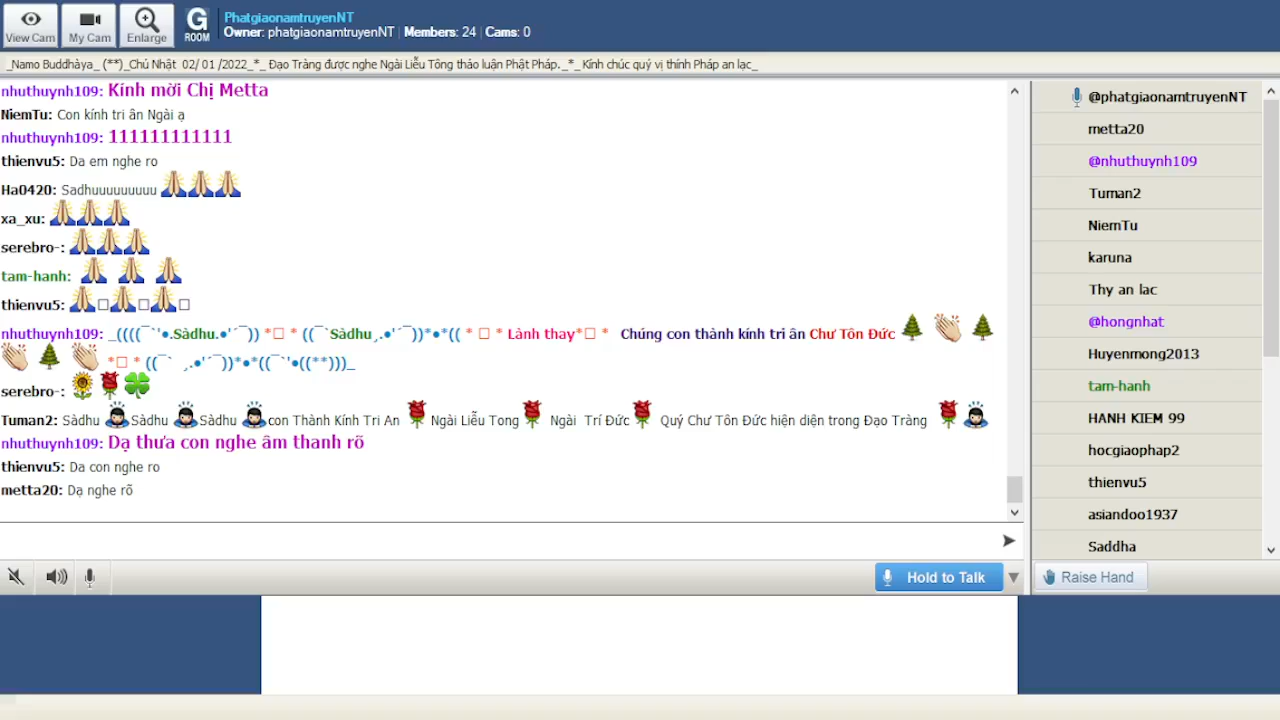 View Cam
My Cam
Enlarge
G ROOM
PhatgiaonamtruyenNT
Owner: phatgiaonamtruyenNT | Members: 24 | Cams: 0
_Namo Buddhàya_ (**)_Chú Nhật 02/ 01 /2022_*_ Đạo Tràng được nghe Ngài Liễu Tông thảo luận Phật Pháp._*_Kính chúc quý vị thính Pháp an lạc_
nhuthuynh109: Kính mời Chị Metta
NiemTu: Con kính tri ân Ngài ạ
nhuthuynh109: 111111111111
thienvu5: Da em nghe ro
Ha0420: Sadhuuuuuuuuu 🙏🙏🙏
xa_xu: 🙏🙏🙏
serebro-: 🙏🙏🙏
tam-hanh: 🙏 🙏 🙏
thienvu5: 🙏□🙏□🙏□
nhuthuynh109: _((((¯`'•.Sàdhu.•'´¯)) *□ * ((¯`Sàdhu¸.•'´¯))*•*(( * □ * Lành thay*□ * Chúng con thành kính tri ân Chư Tôn Đức 🌲 👏 🌲
👏 🌲 👏 *□ * ((¯` ¸.•'´¯))*•*((¯`'•((**)))_
serebro-: 🌻🌹🍀
Tuman2: Sàdhu 🙇Sàdhu 🙇Sàdhu 🙇con Thành Kính Tri An 🌹 Ngài Liễu Tong🌹 Ngài Trí Đức🌹 Quý Chư Tôn Đức hiện diện trong Đạo Tràng 🌹🙇
nhuthuynh109: Dạ thưa con nghe âm thanh rõ
thienvu5: Da con nghe ro
metta20: Dạ nghe rõ
@phatgiaonamtruyenNT
metta20
@nhuthuynh109
Tuman2
NiemTu
karuna
Thy an lac
@hongnhat
Huyenmong2013
tam-hanh
HANH KIEM 99
hocgiaophap2
thienvu5
asiandoo1937
Saddha
Hold to Talk
Raise Hand